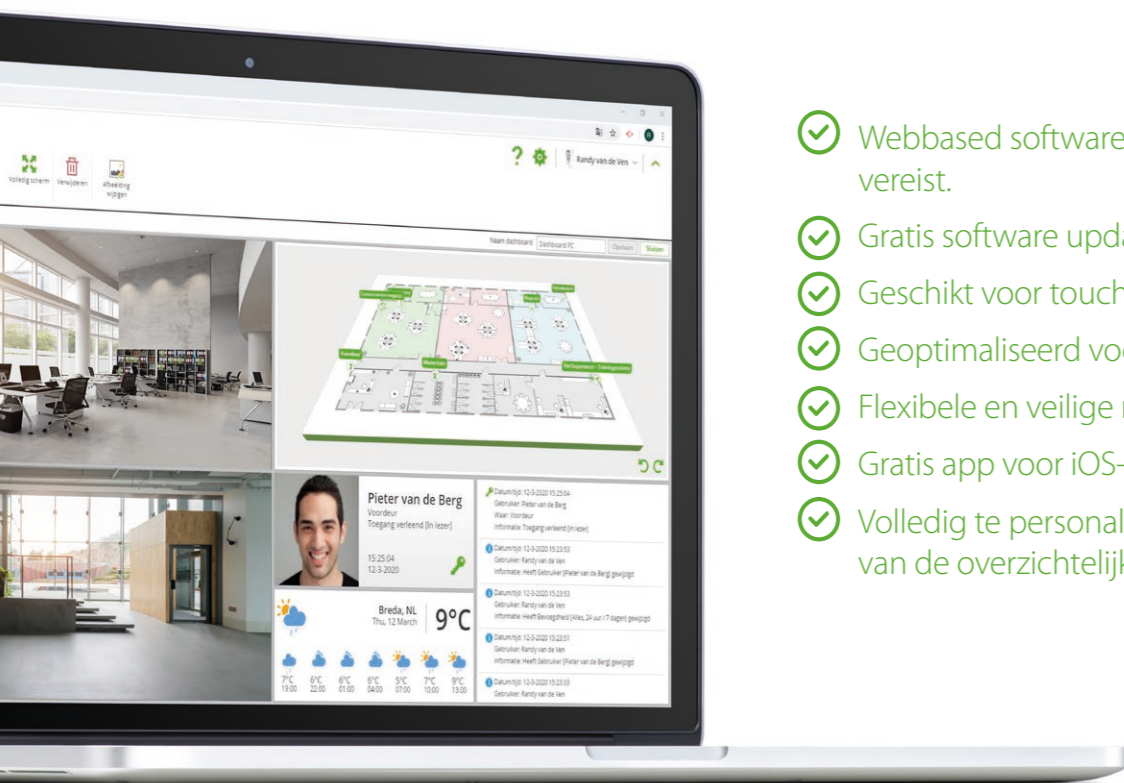 Volledig scherm
Verwijderen
Afbeelding
wijzigen
?
Randy van de Ven
Naam dashboard
Dashboard PC
Opslaan
Sluiten
Voordeur
Magazijn
Pieter van de Berg
Voordeur
Toegang verleend [In lezer]
15:25:04
12-3-2020
Breda, NL
Thu, 12 March
9°C
7°C 6°C 6°C 6°C 5°C 7°C 9°C
19:00 22:00 01:00 04:00 07:00 10:00 13:00
Datum/tijd: 12-3-2020 15:25:04
Gebruiker: Pieter van de Berg
Waar: Voordeur
Informatie: Toegang verleend [In lezer]
Datum/tijd: 12-3-2020 15:23:53
Gebruiker: Randy van de Ven
Informatie: Heeft Gebruiker [Pieter van de Berg] gewijzigd
Datum/tijd: 12-3-2020 15:23:53
Gebruiker: Randy van de Ven
Informatie: Heeft Bevoegdheid [Alles, 24 uur / 7 dagen] gewijzigd
Datum/tijd: 12-3-2020 15:23:51
Gebruiker: Randy van de Ven
Informatie: Heeft Gebruiker [Pieter van de Berg] gewijzigd
Datum/tijd: 12-3-2020 15:23:33
Gebruiker: Randy van de Ven
Webbased software
vereist.
Gratis software upda
Geschikt voor touch
Geoptimaliseerd voo
Flexibele en veilige
Gratis app voor iOS-
Volledig te personal
van de overzichtelijk